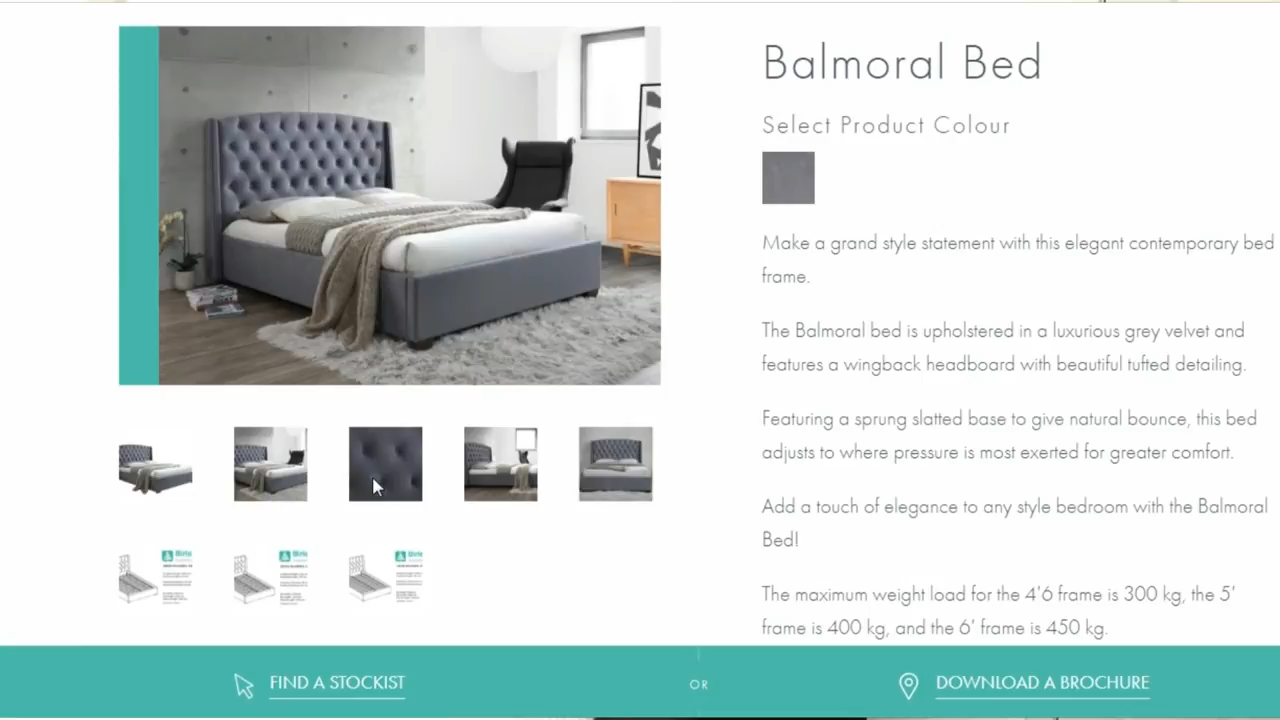 Balmoral Bed
Select Product Colour
Make a grand style statement with this elegant contemporary bed
frame.
The Balmoral bed is upholstered in a luxurious grey velvet and
features a wingback headboard with beautiful tufted detailing.
Featuring a sprung slatted base to give natural bounce, this bed
adjusts to where pressure is most exerted for greater comfort.
Add a touch of elegance to any style bedroom with the Balmoral
Bed!
The maximum weight load for the 4'6 frame is 300 kg, the 5'
frame is 400 kg, and the 6' frame is 450 kg.
FIND A STOCKIST
OR
DOWNLOAD A BROCHURE